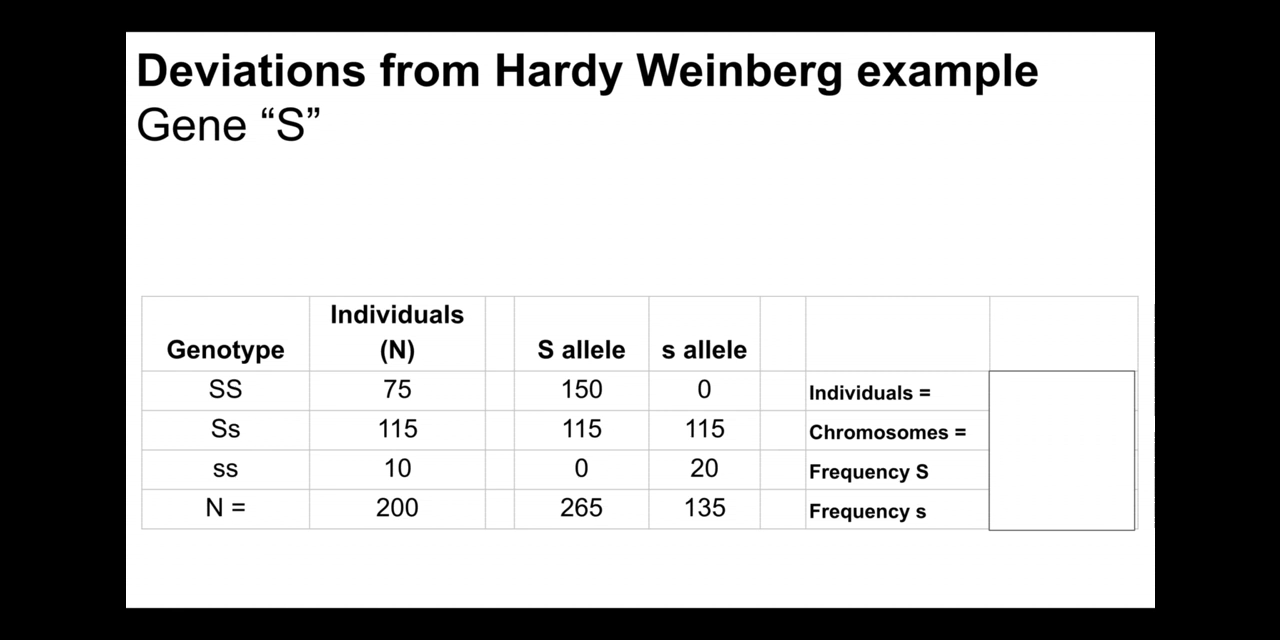 Deviations from Hardy Weinberg example
Gene “S”
Individuals
Genotype (N) S allele s allele
SS 75 150 0 Individuals =
Ss 115 115 115 Chromosomes =
ss 10 0 20 Frequency S
N = 200 265 135 Frequency s